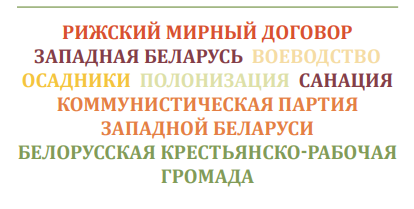 РИЖСКИЙ МИРНЫЙ ДОГОВОР
ЗАПАДНАЯ БЕЛАРУСЬ ВОЕВОДСТВО
ОСАДНИКИ ПОЛОНИЗАЦИЯ САНАЦИЯ
КОММУНИСТИЧЕСКАЯ ПАРТИЯ
ЗАПАДНОЙ БЕЛАРУСИ
БЕЛОРУССКАЯ КРЕСТЬЯНСКО-РАБОЧАЯ
ГРОМАДА